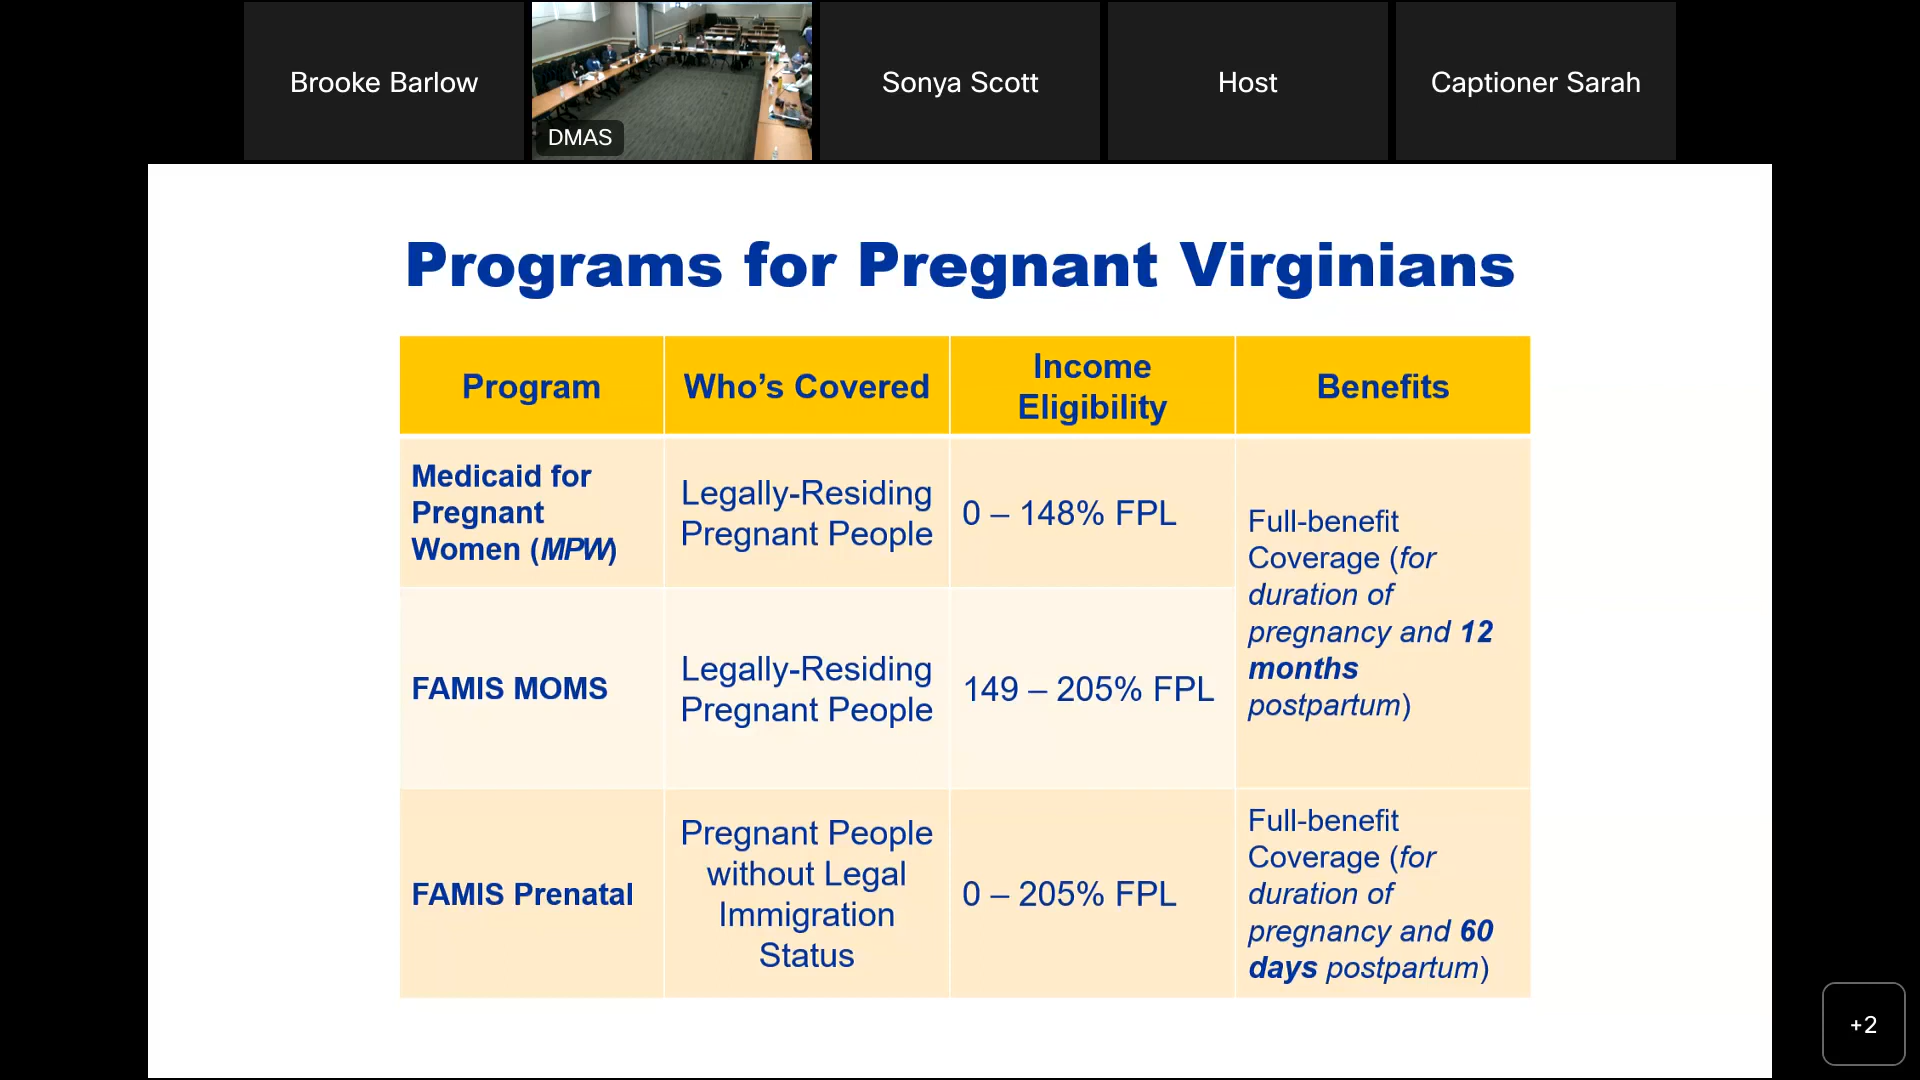 Brooke Barlow
DMAS
Sonya Scott
Host
Captioner Sarah
Programs for Pregnant Virginians
Program
Who’s Covered
Income
Eligibility
Benefits
Medicaid for
Pregnant
Women (MPW)
Legally-Residing
Pregnant People
0 – 148% FPL
Full-benefit
Coverage (for
duration of
pregnancy and 12
months
postpartum)
FAMIS MOMS
Legally-Residing
Pregnant People
149 – 205% FPL
FAMIS Prenatal
Pregnant People
without Legal
Immigration
Status
0 – 205% FPL
Full-benefit
Coverage (for
duration of
pregnancy and 60
days postpartum)
+2